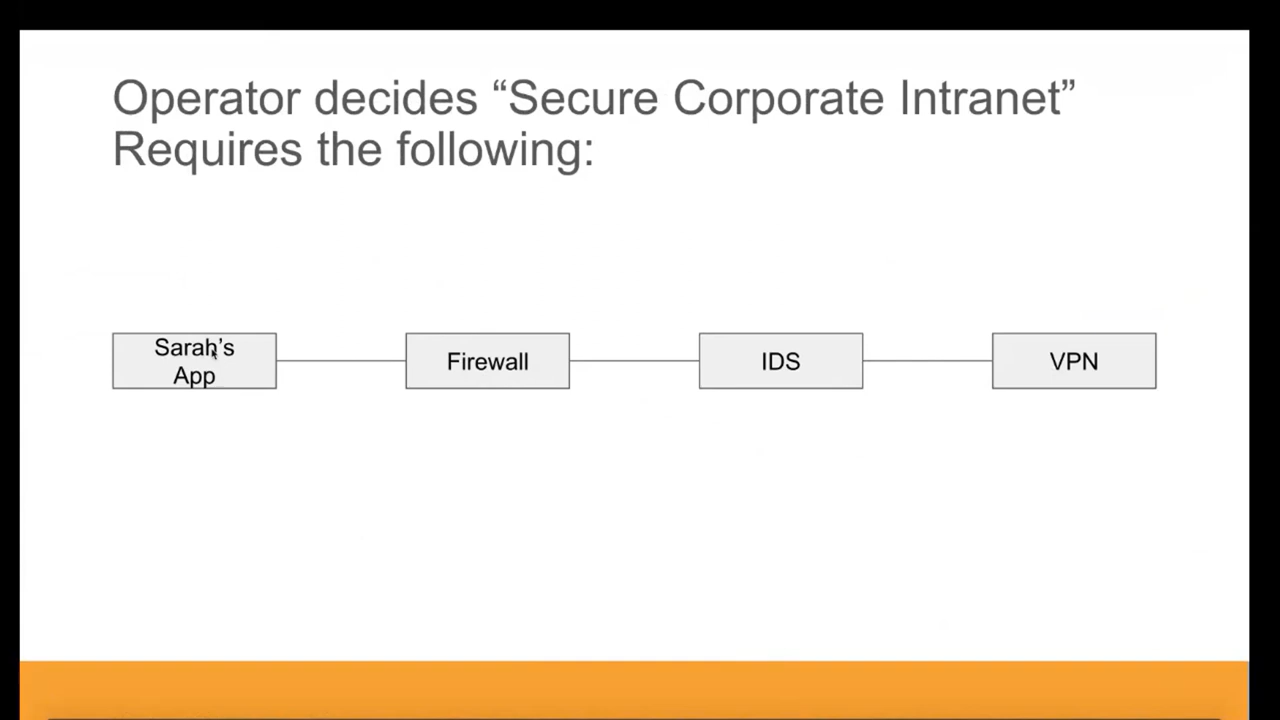 Operator decides “Secure Corporate Intranet”
Requires the following:
Sarah’s
App
Firewall
IDS
VPN